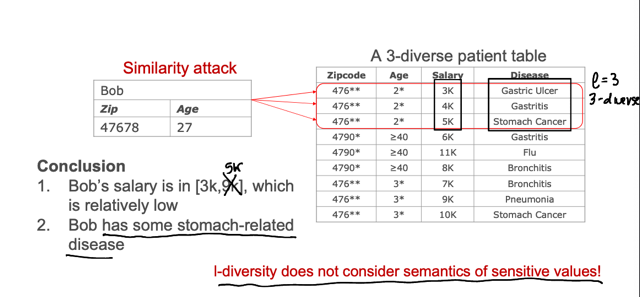 Similarity attack
Bob
Zip Age
47678 27
A 3-diverse patient table
Zipcode Age Salary Disease
476** 2* 3K Gastric Ulcer
476** 2* 4K Gastritis
476** 2* 5K Stomach Cancer
4790* ≥40 6K Gastritis
4790* ≥40 11K Flu
4790* ≥40 8K Bronchitis
476** 3* 7K Bronchitis
476** 3* 9K Pneumonia
476** 3* 10K Stomach Cancer
l=3
3-diverse
Conclusion
5K
1. Bob's salary is in [3k,9k], which
is relatively low
2. Bob has some stomach-related
disease
l-diversity does not consider semantics of sensitive values!